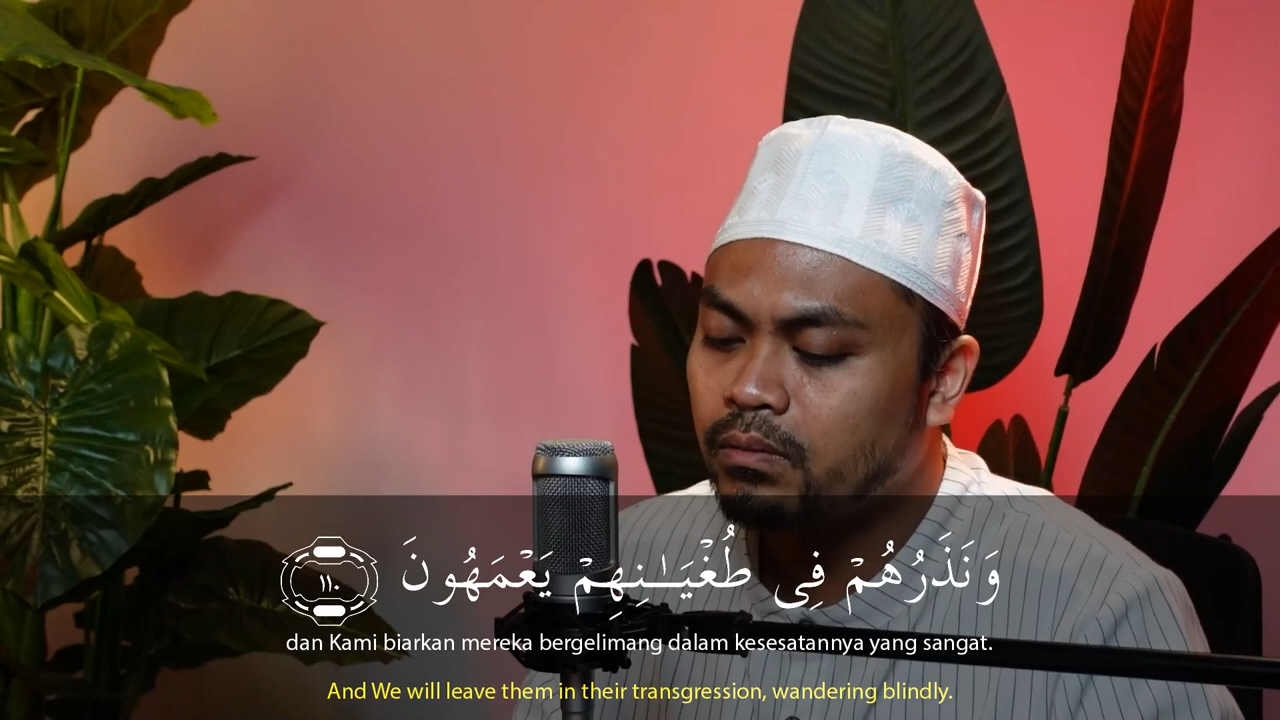 وَنَذَرُهُمْ فِى طُغْيَـٰنِهِمْ يَعْمَهُونَ ١١٠
dan Kami biarkan mereka bergelimang dalam kesesatannya yang sangat.
And We will leave them in their transgression, wandering blindly.